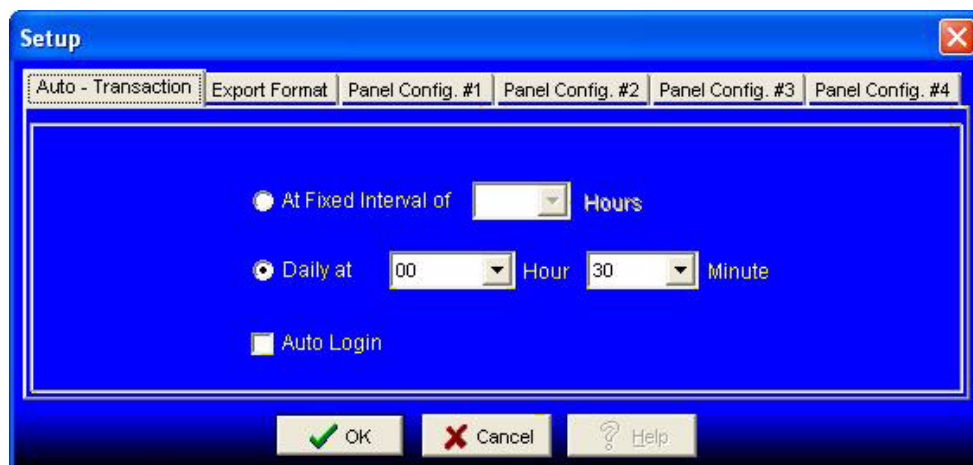 Setup
Auto - Transaction Export Format Panel Config. #1 Panel Config. #2 Panel Config. #3 Panel Config. #4
At Fixed Interval of Hours
Daily at 00 Hour 30 Minute
Auto Login
OK Cancel ? Help